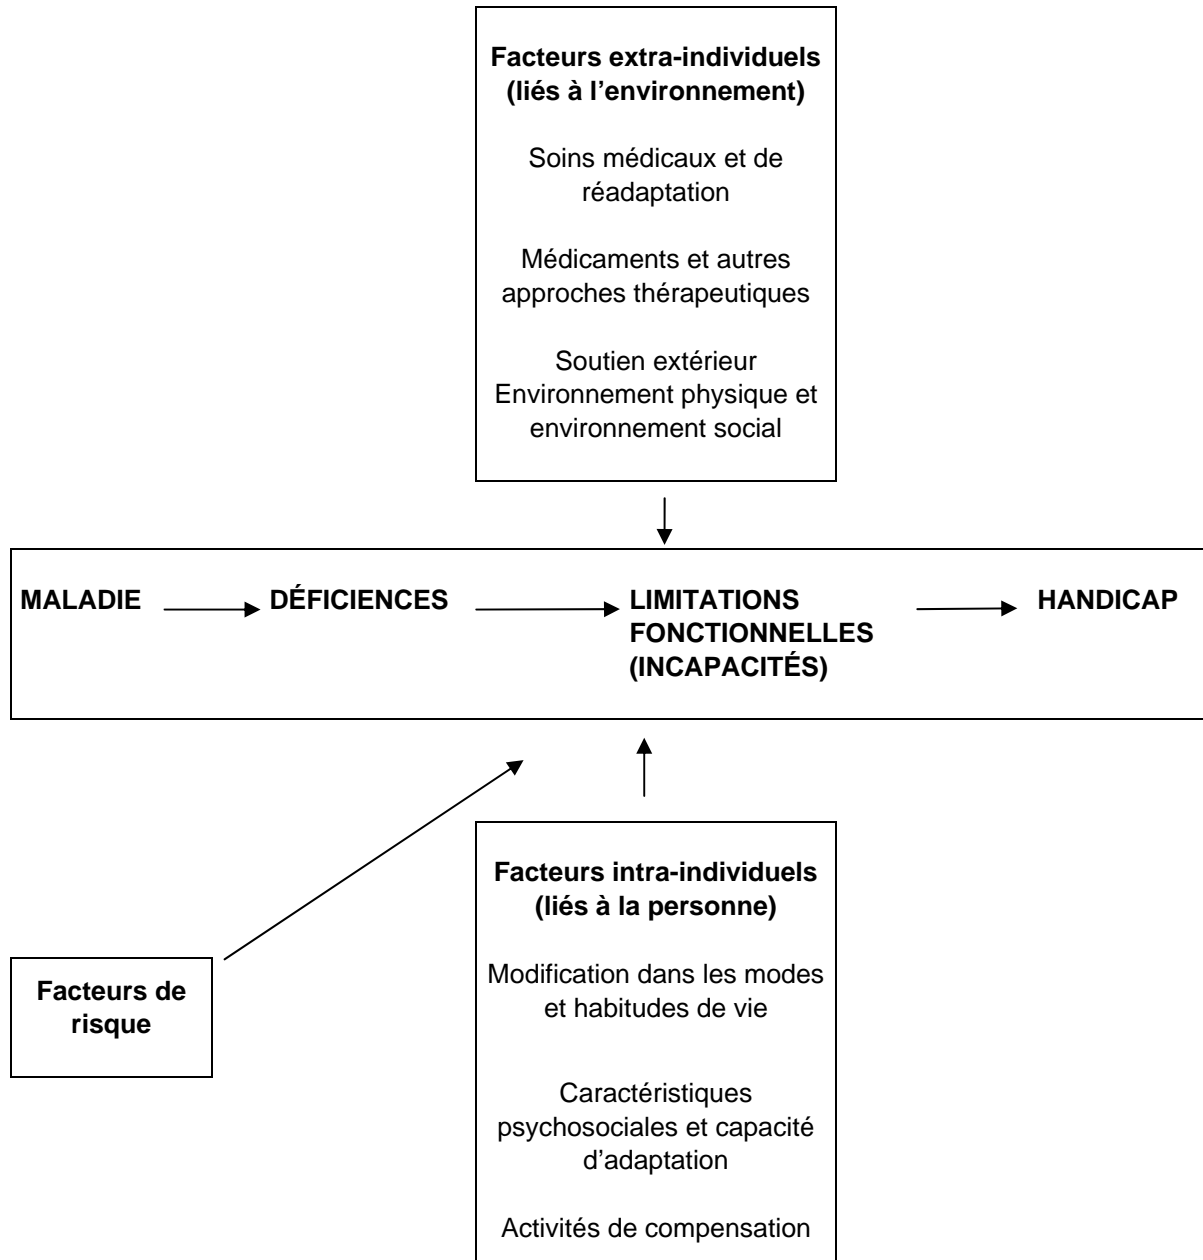 Facteurs extra-individuels
(liés à l’environnement)
Soins médicaux et de
réadaptation
Médicaments et autres
approches thérapeutiques
Soutien extérieur
Environnement physique et
environnement social
MALADIE DÉFICIENCES LIMITATIONS HANDICAP
FONCTIONNELLES
(INCAPACITÉS)
Facteurs de
risque
Facteurs intra-individuels
(liés à la personne)
Modification dans les modes
et habitudes de vie
Caractéristiques
psychosociales et capacité
d’adaptation
Activités de compensation